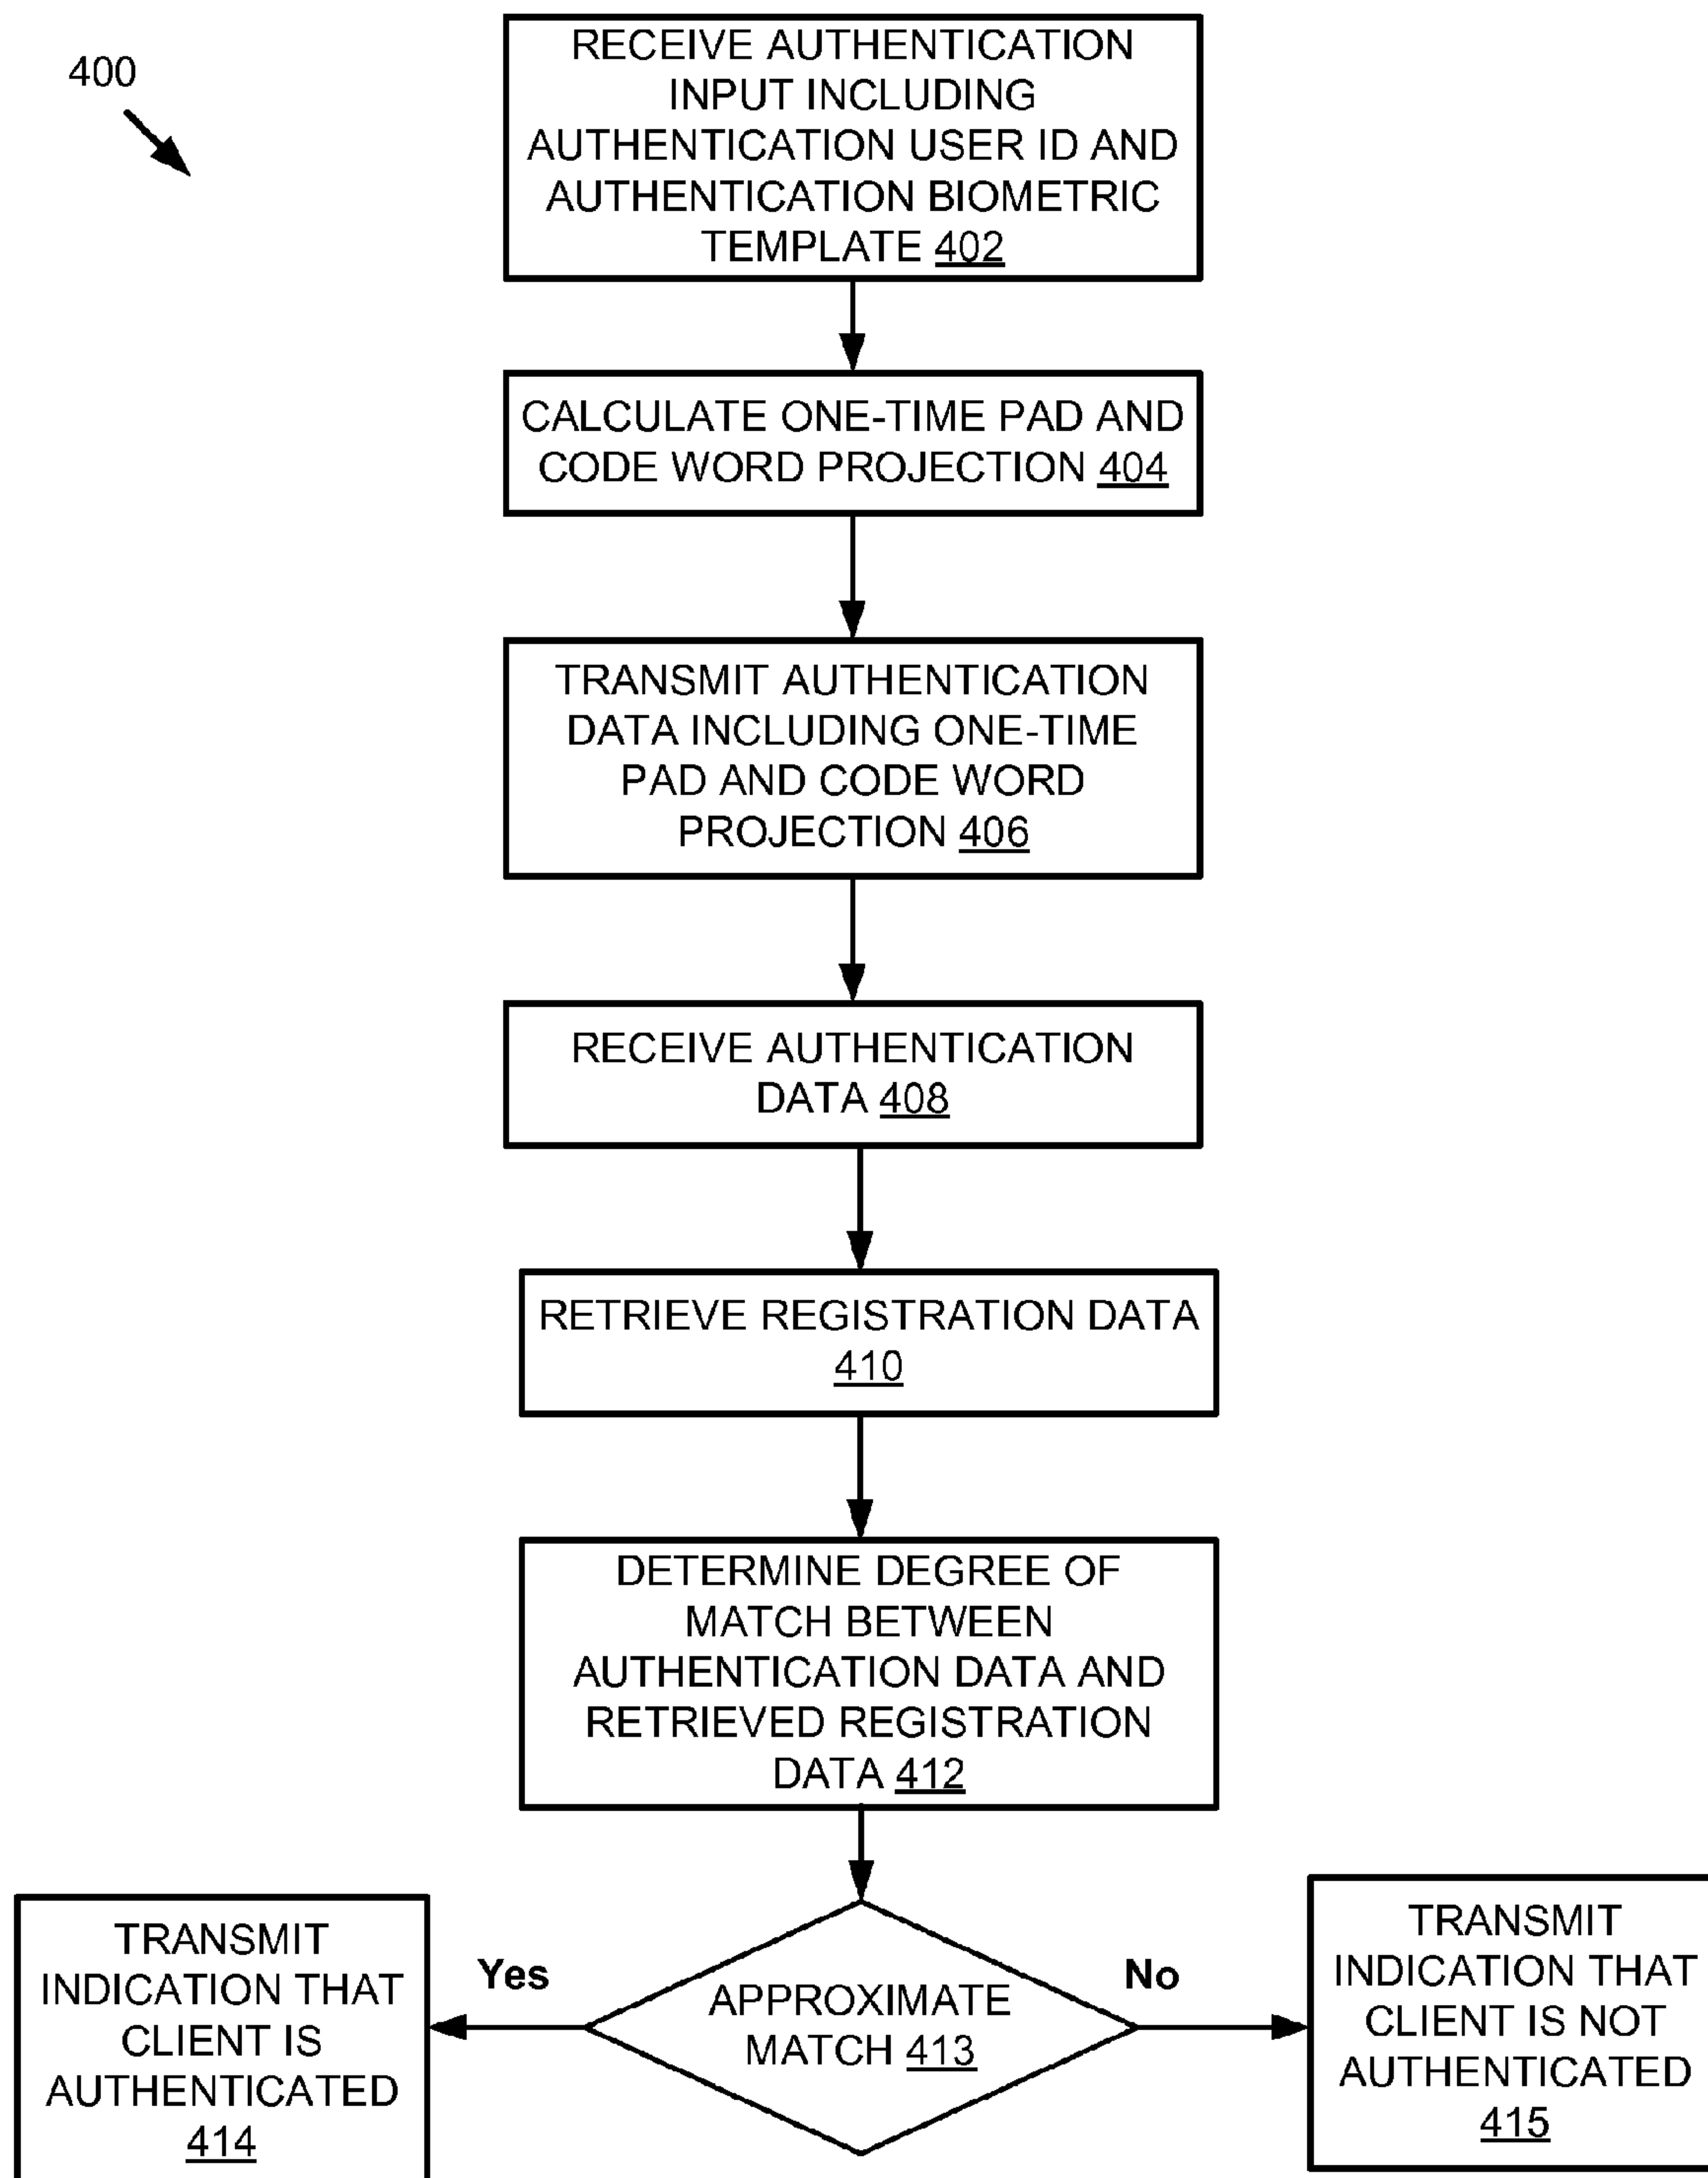 400
RECEIVE AUTHENTICATION
INPUT INCLUDING
AUTHENTICATION USER ID AND
AUTHENTICATION BIOMETRIC
TEMPLATE 402
CALCULATE ONE-TIME PAD AND
CODE WORD PROJECTION 404
TRANSMIT AUTHENTICATION
DATA INCLUDING ONE-TIME
PAD AND CODE WORD
PROJECTION 406
RECEIVE AUTHENTICATION
DATA 408
RETRIEVE REGISTRATION DATA
410
DETERMINE DEGREE OF
MATCH BETWEEN
AUTHENTICATION DATA AND
RETRIEVED REGISTRATION
DATA 412
TRANSMIT
INDICATION THAT
CLIENT IS
AUTHENTICATED
414
Yes
APPROXIMATE
MATCH 413
No
TRANSMIT
INDICATION THAT
CLIENT IS NOT
AUTHENTICATED
415